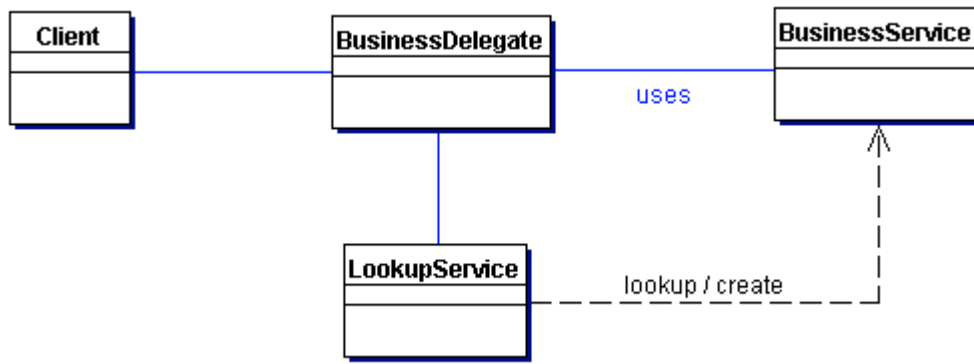 Client
BusinessDelegate
BusinessService
uses
LookupService
lookup / create